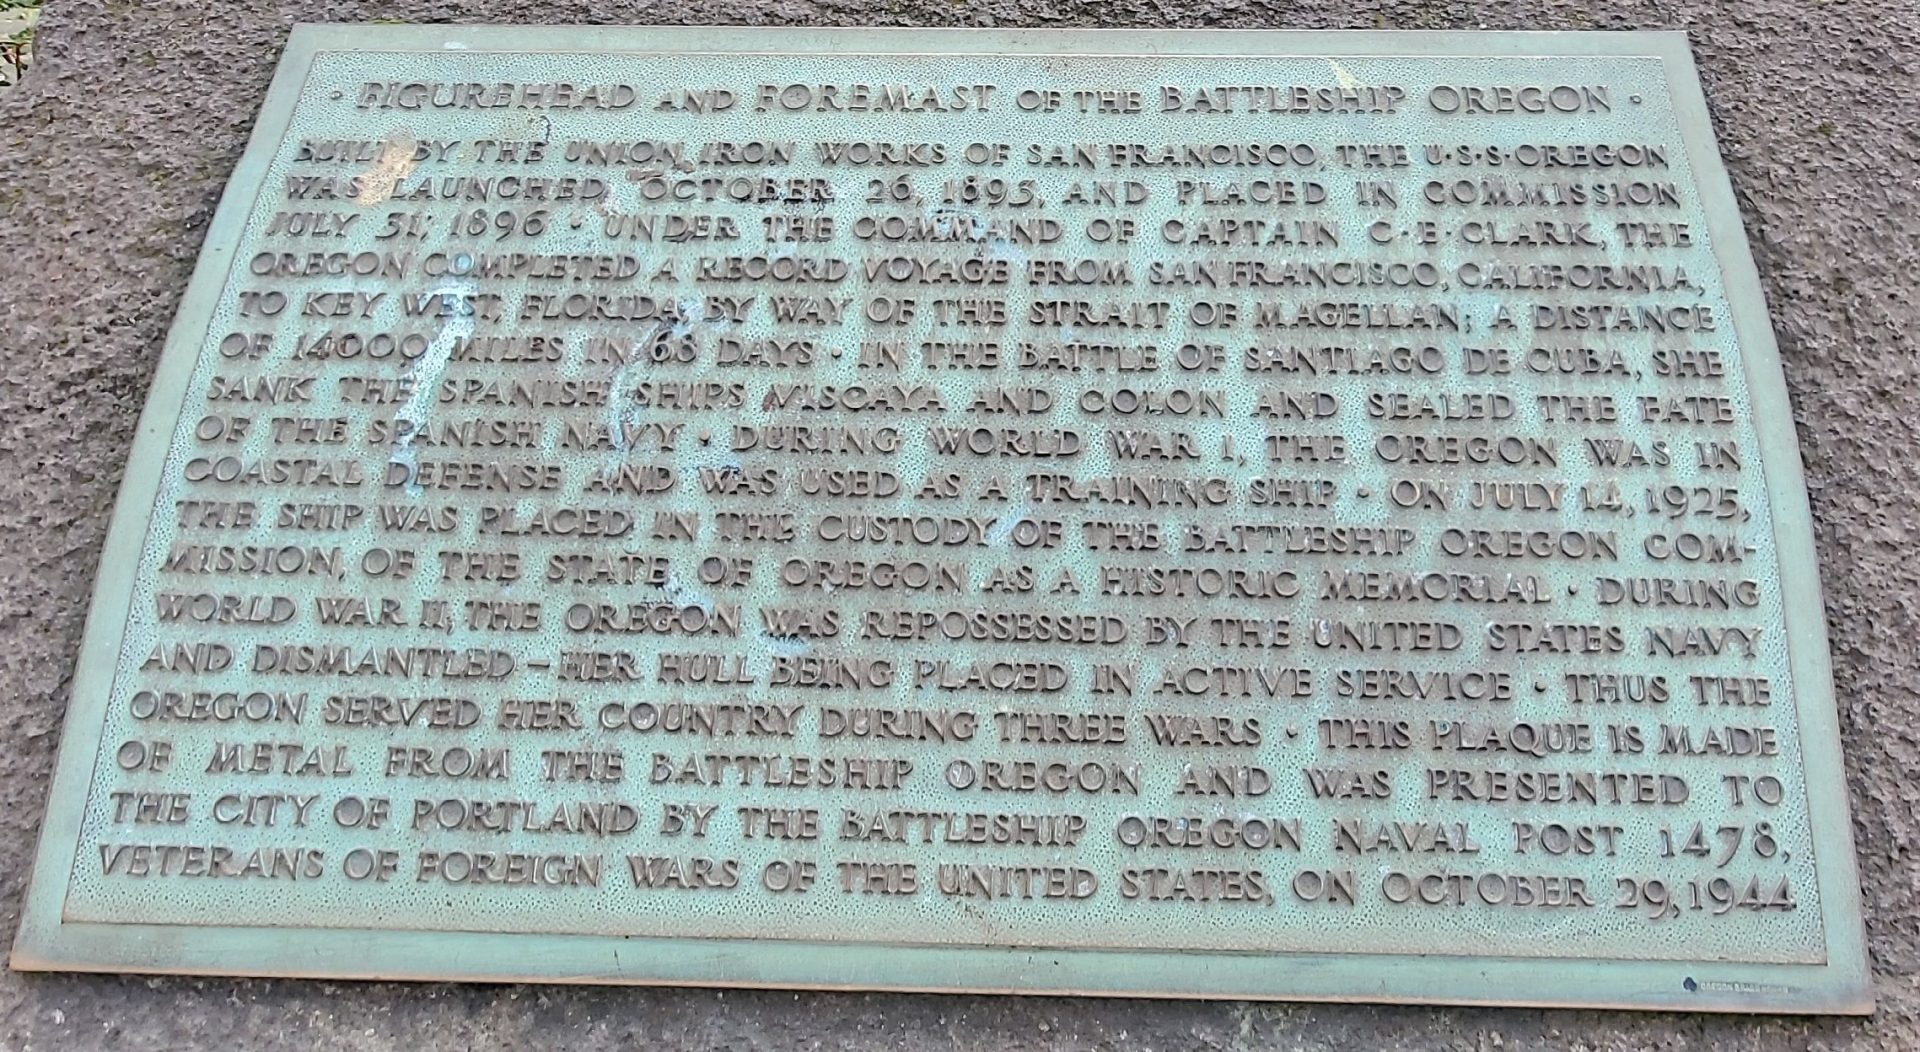 · FIGUREHEAD AND FOREMAST OF THE BATTLESHIP OREGON ·
BUILT BY THE UNION IRON WORKS OF SAN FRANCISCO, THE U·S·S·OREGON
WAS LAUNCHED OCTOBER 26, 1893, AND PLACED IN COMMISSION
JULY 31, 1896 · UNDER THE COMMAND OF CAPTAIN C·E·CLARK, THE
OREGON COMPLETED A RECORD VOYAGE FROM SAN FRANCISCO, CALIFORNIA,
TO KEY WEST, FLORIDA, BY WAY OF THE STRAIT OF MAGELLAN; A DISTANCE
OF 14000 MILES IN 68 DAYS · IN THE BATTLE OF SANTIAGO DE CUBA, SHE
SANK THE SPANISH SHIPS VISCAYA AND COLON AND SEALED THE FATE
OF THE SPANISH NAVY · DURING WORLD WAR I, THE OREGON WAS IN
COASTAL DEFENSE AND WAS USED AS A TRAINING SHIP · ON JULY 14, 1925,
THE SHIP WAS PLACED IN THE CUSTODY OF THE BATTLESHIP OREGON COM-
MISSION, OF THE STATE OF OREGON AS A HISTORIC MEMORIAL · DURING
WORLD WAR II, THE OREGON WAS REPOSSESSED BY THE UNITED STATES NAVY
AND DISMANTLED – HER HULL BEING PLACED IN ACTIVE SERVICE · THUS THE
OREGON SERVED HER COUNTRY DURING THREE WARS · THIS PLAQUE IS MADE
OF METAL FROM THE BATTLESHIP OREGON AND WAS PRESENTED TO
THE CITY OF PORTLAND BY THE BATTLESHIP OREGON NAVAL POST 1478,
VETERANS OF FOREIGN WARS OF THE UNITED STATES, ON OCTOBER 29, 1944
OREGON BRASS WORKS